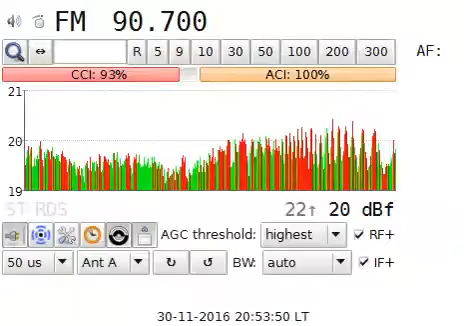 FM 90.700
R 5 9 10 30 50 100 200 300 AF:
CCI: 93% ACI: 100%
21
20
19
ST RDS 22↑ 20 dBf
AGC threshold: highest RF+
50 us Ant A ↻ ↺ BW: auto IF+
30-11-2016 20:53:50 LT